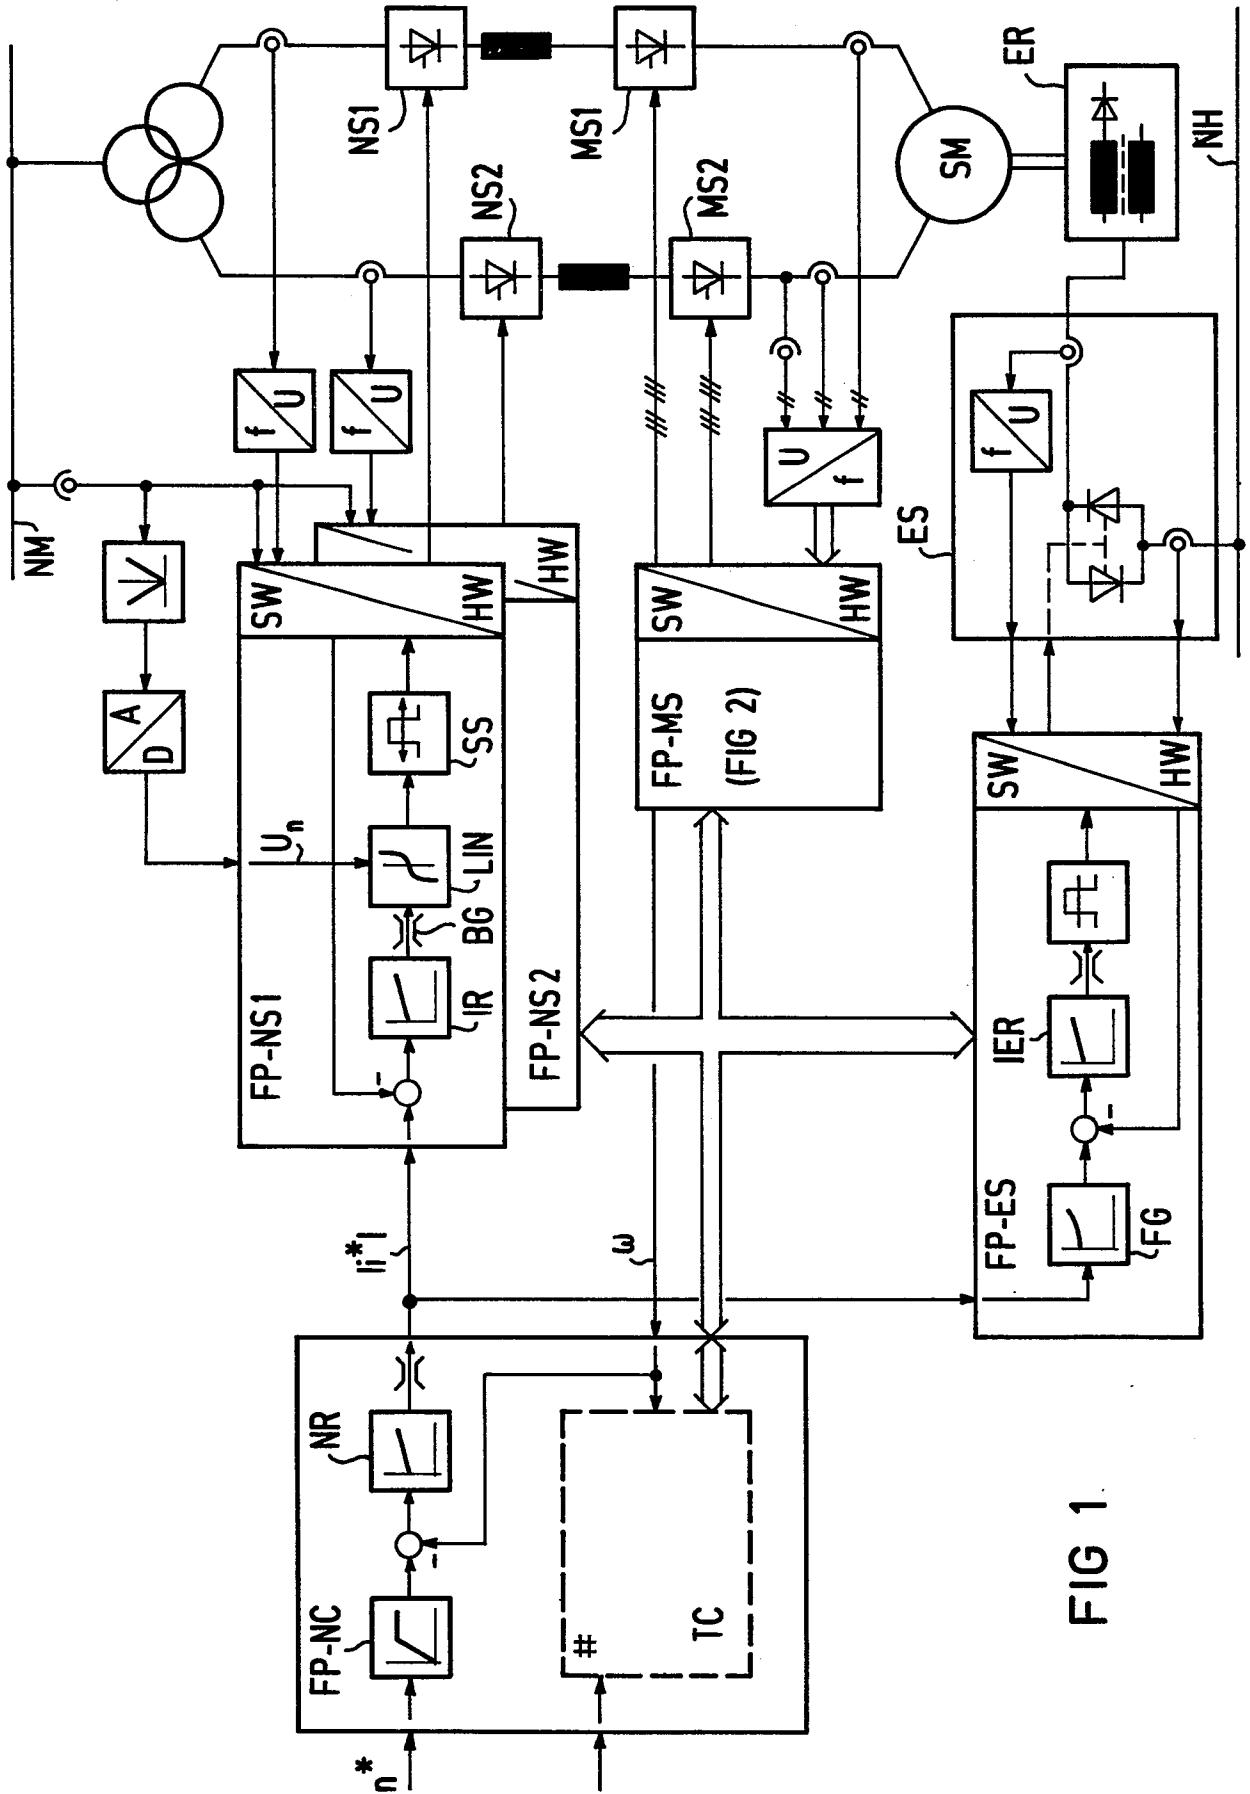 NM
NS1
NS2
MS1
MS2
SM
ER
NH
f
U
f
U
U
f
ES
f
U
A
D
SW
HW
HW
FP-NS1
FP-NS2
Un
IR
BG
LIN
SS
SW
HW
FP-MS
(FIG 2)
SW
HW
FP-ES
FG
IER
-
-
|i*|
ω
FP-NC
NR
-
#
TC
n*
FIG 1